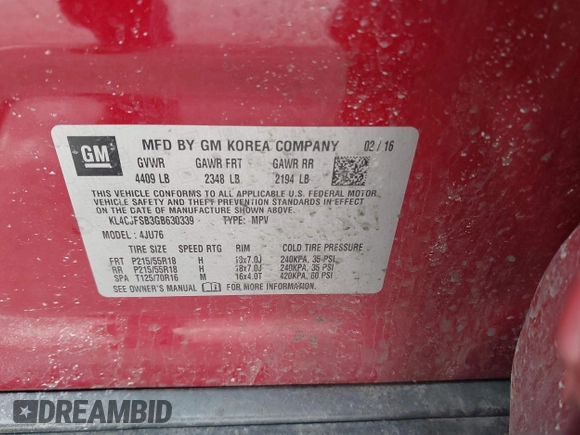 GM
MFD BY GM KOREA COMPANY 02 / 16
GVWR GAWR FRT GAWR RR
4409 LB 2348 LB 2194 LB
THIS VEHICLE CONFORMS TO ALL APPLICABLE U.S. FEDERAL MOTOR
VEHICLE SAFETY AND THEFT PREVENTION STANDARDS IN EFFECT
ON THE DATE OF MANUFACTURE SHOWN ABOVE.
KL4CJFSB3GB630339 TYPE: MPV
MODEL: 4JU76
TIRE SIZE SPEED RTG RIM COLD TIRE PRESSURE
FRT P215/55R18 H 18x7.0J 240KPA, 35 PSI
RR P215/55R18 H 18x7.0J 240KPA, 35 PSI
SPA T125/70R16 M 16x4.0T 420KPA, 60 PSI
SEE OWNER'S MANUAL FOR MORE INFORMATION.
DREAMBID